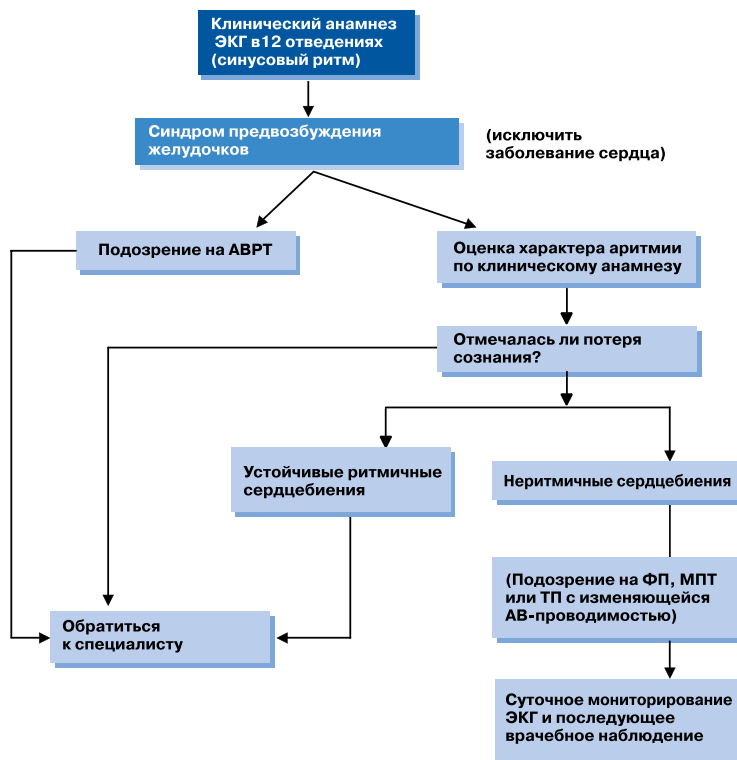 Клинический анамнез
ЭКГ в12 отведениях
(синусовый ритм)
Синдром предвозбуждения
желудочков
(исключить
заболевание сердца)
Подозрение на АВРТ
Оценка характера аритмии
по клиническому анамнезу
Отмечалась ли потеря
сознания?
Устойчивые ритмичные
сердцебиения
Неритмичные сердцебиения
(Подозрение на ФП, МПТ
или ТП с изменяющейся
АВ-проводимостью)
Обратиться
к специалисту
Суточное мониторирование
ЭКГ и последующее
врачебное наблюдение